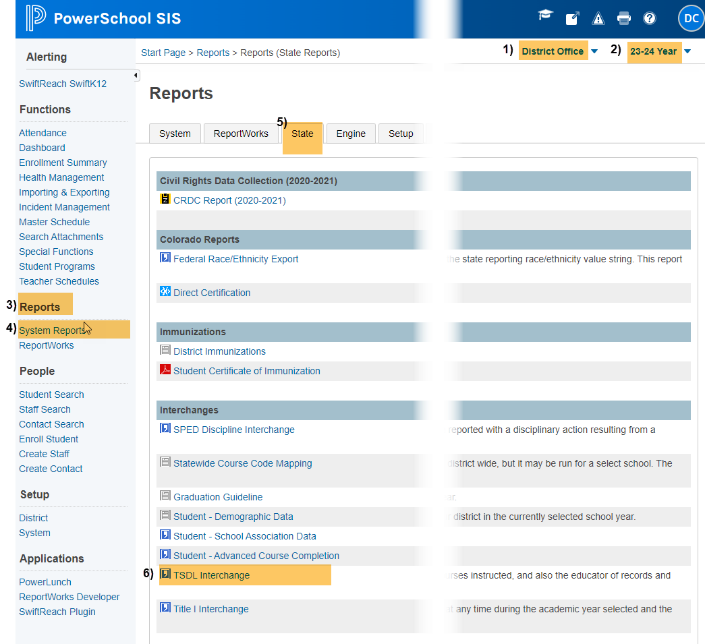 PowerSchool SIS
DC
Start Page > Reports > Reports (State Reports)
1) District Office 2) 23-24 Year
Alerting
SwiftReach SwiftK12
Functions
Attendance
Dashboard
Enrollment Summary
Health Management
Importing & Exporting
Incident Management
Master Schedule
Search Attachments
Special Functions
Student Programs
Teacher Schedules
3) Reports
4) System Reports
ReportWorks
People
Student Search
Staff Search
Contact Search
Enroll Student
Create Staff
Create Contact
Setup
District
System
Applications
PowerLunch
ReportWorks Developer
SwiftReach Plugin
Reports
5)
System ReportWorks State Engine Setup
Civil Rights Data Collection (2020-2021)
CRDC Report (2020-2021)
Colorado Reports
Federal Race/Ethnicity Export he state reporting race/ethnicity value string. This report
Direct Certification
Immunizations
District Immunizations
Student Certificate of Immunization
Interchanges
SPED Discipline Interchange reported with a disciplinary action resulting from a
Statewide Course Code Mapping district wide, but it may be run for a select school. The
Graduation Guideline
Student - Demographic Data district in the currently selected school year.
Student - School Association Data
Student - Advanced Course Completion
6) TSDL Interchange rses instructed, and also the educator of records and
Title I Interchange at any time during the academic year selected and the